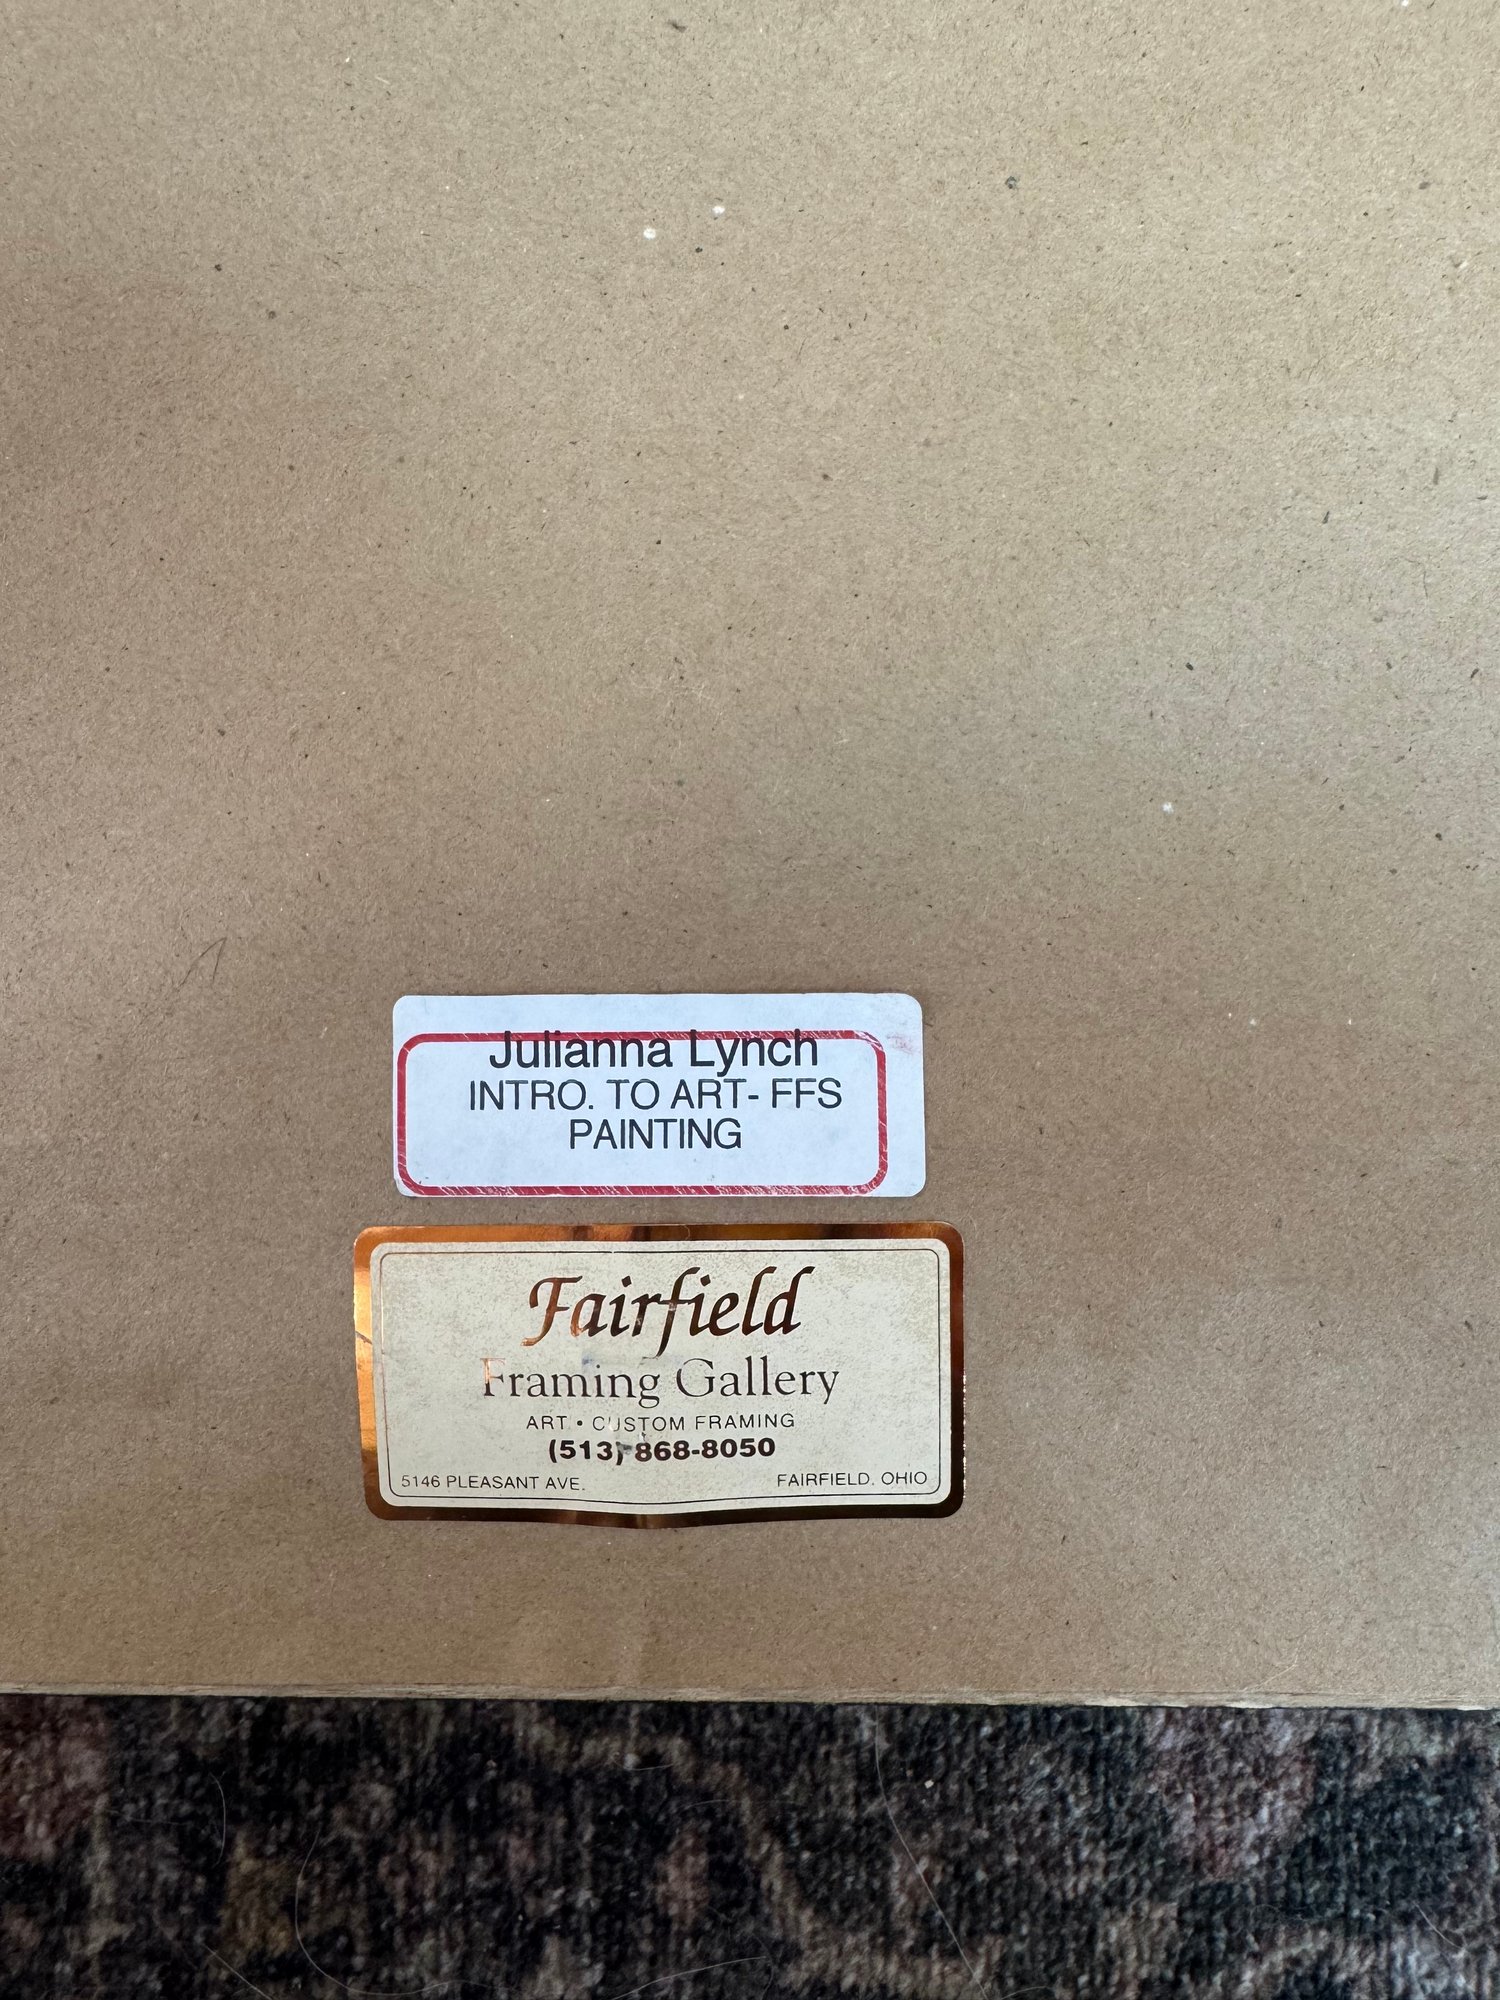 Julianna Lynch
INTRO. TO ART- FFS
PAINTING
Fairfield
Framing Gallery
ART • CUSTOM FRAMING
(513) 868-8050
5146 PLEASANT AVE. FAIRFIELD, OHIO